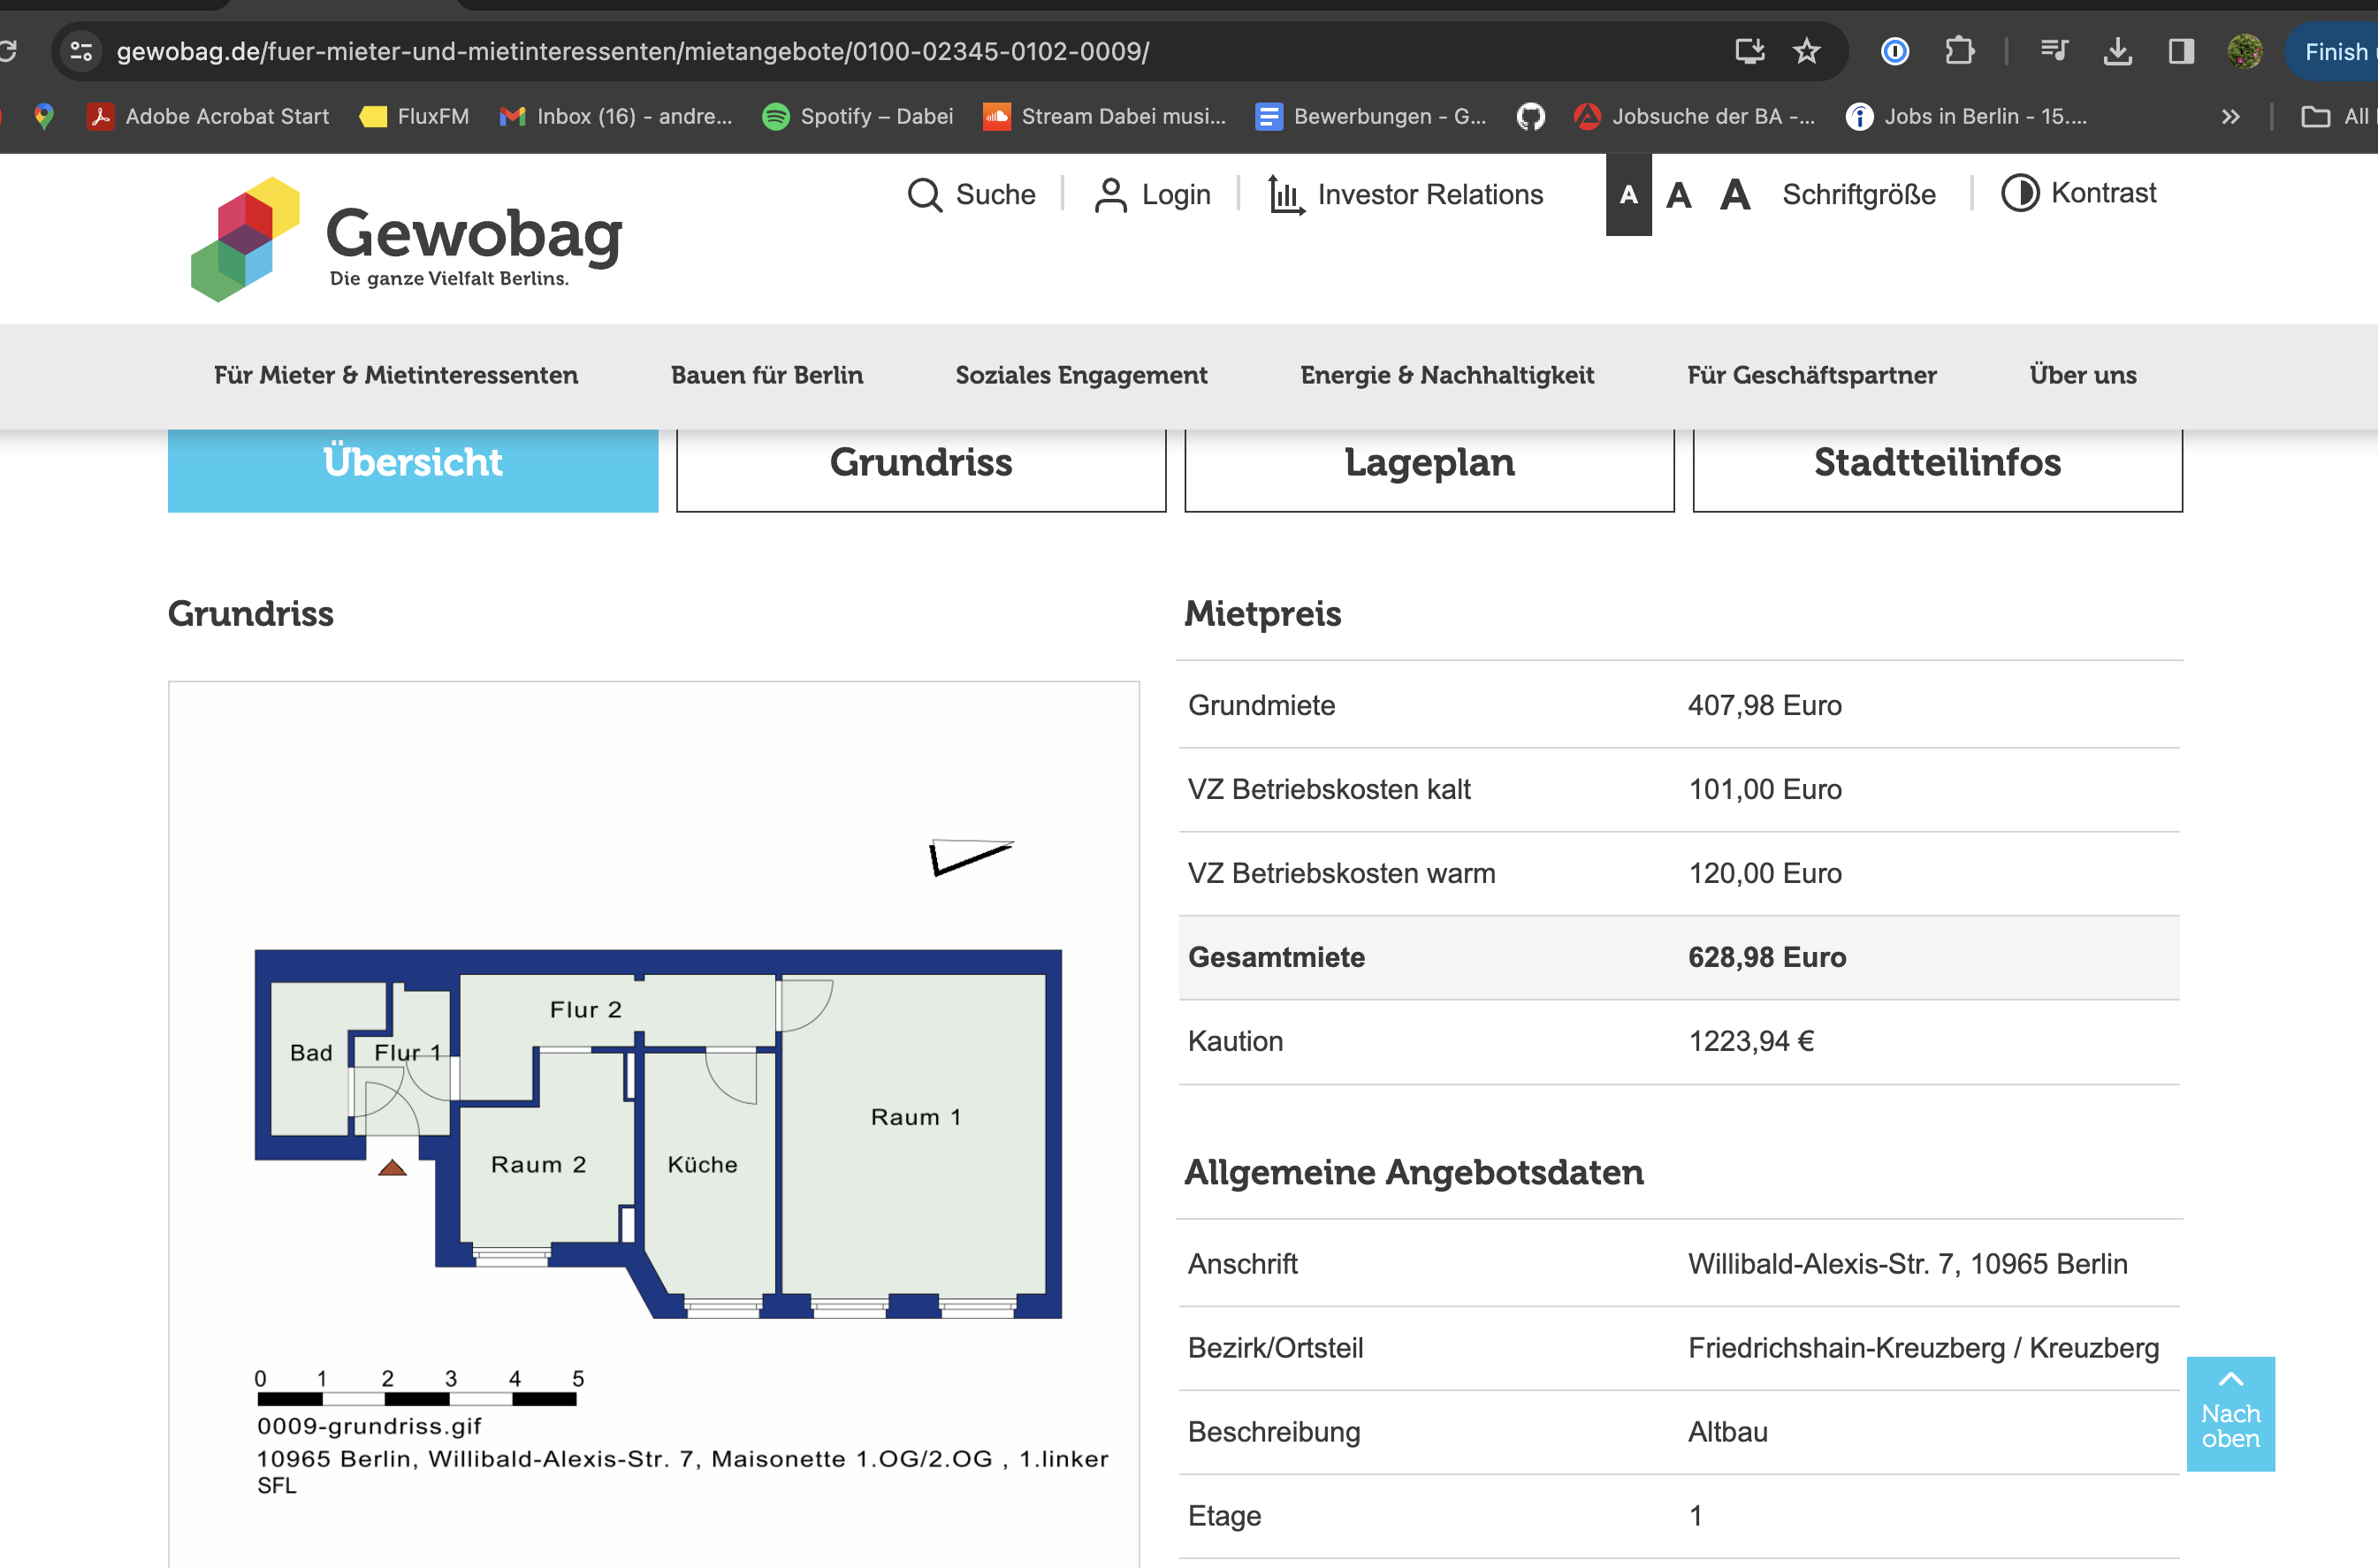 gewobag.de/fuer-mieter-und-mietinteressenten/mietangebote/0100-02345-0102-0009/
Finish
Adobe Acrobat Start
FluxFM
Inbox (16) - andre...
Spotify – Dabei
Stream Dabei musi...
Bewerbungen - G...
Jobsuche der BA -...
Jobs in Berlin - 15....
All
Gewobag
Die ganze Vielfalt Berlins.
Suche
Login
Investor Relations
A A A Schriftgröße
Kontrast
Für Mieter & Mietinteressenten
Bauen für Berlin
Soziales Engagement
Energie & Nachhaltigkeit
Für Geschäftspartner
Über uns
Übersicht
Grundriss
Lageplan
Stadtteilinfos
Grundriss
Flur 2
Bad
Flur 1
Raum 1
Raum 2
Küche
0 1 2 3 4 5
0009-grundriss.gif
10965 Berlin, Willibald-Alexis-Str. 7, Maisonette 1.OG/2.OG , 1.linker
SFL
Mietpreis
Grundmiete 407,98 Euro
VZ Betriebskosten kalt 101,00 Euro
VZ Betriebskosten warm 120,00 Euro
Gesamtmiete 628,98 Euro
Kaution 1223,94 €
Allgemeine Angebotsdaten
Anschrift Willibald-Alexis-Str. 7, 10965 Berlin
Bezirk/Ortsteil Friedrichshain-Kreuzberg / Kreuzberg
Beschreibung Altbau
Etage 1
Nach
oben